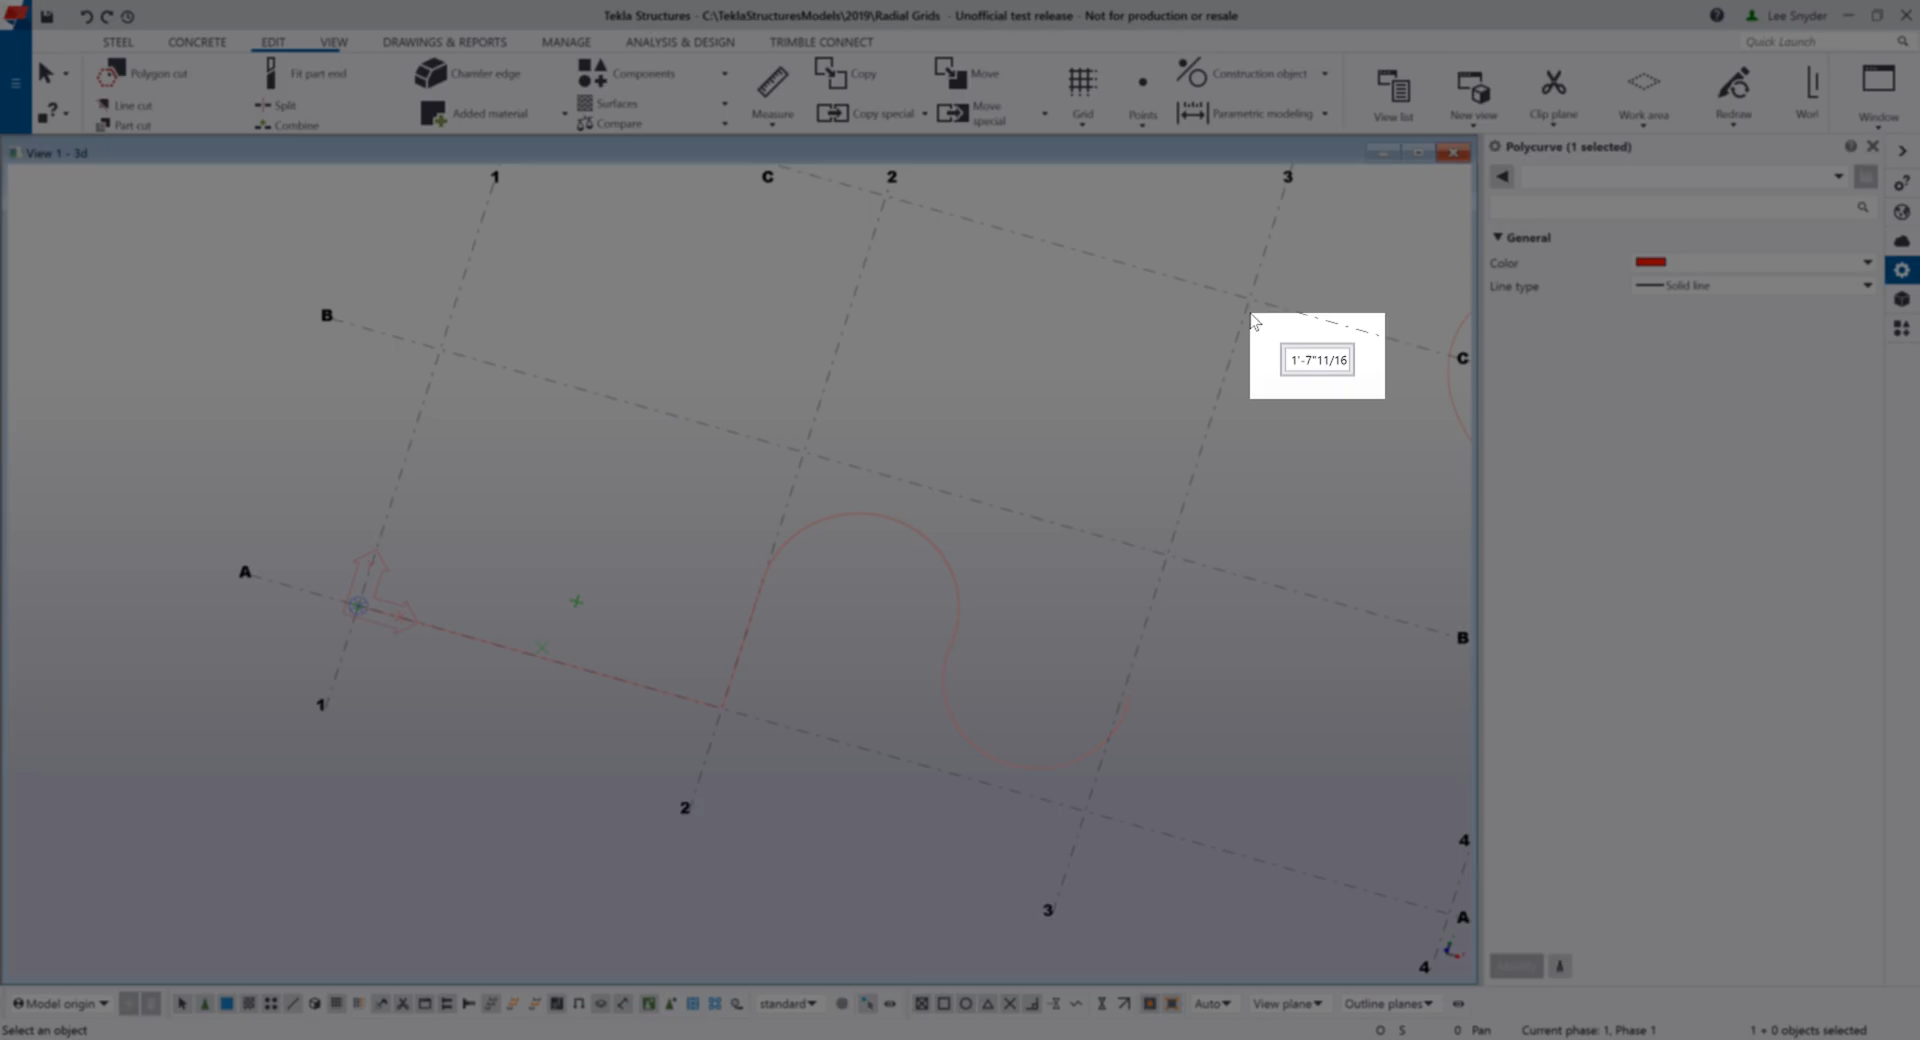 Tekla Structures - C:\TeklaStructuresModels\2019\Radial Grids - Unofficial test release - Not for production or resale
Lee Snyder
STEEL CONCRETE EDIT VIEW DRAWINGS & REPORTS MANAGE ANALYSIS & DESIGN TRIMBLE CONNECT
Quick Launch
Polygon cut
Line cut
Part cut
Fit part end
Split
Combine
Chamfer edge
Added material
Components
Surfaces
Compare
Measure
Copy
Copy special
Move
Move special
Grid
Points
Construction object
Parametric modeling
View list
New view
Clip plane
Work area
Redraw
Worl
Window
View 1 - 3d
Polycurve (1 selected)
General
Color
Line type
Solid line
1 C 2 3
B
1'-7"11/16
C
A
B
1
2
4
3
A
4
Modify
Model origin
standard
Auto
View plane
Outline planes
Select an object
O S 0 Pan Current phase: 1, Phase 1 1 + 0 objects selected